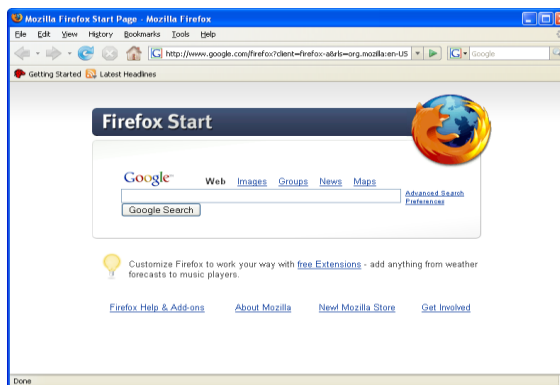 Mozilla Firefox Start Page - Mozilla Firefox
File Edit View History Bookmarks Tools Help
G http://www.google.com/firefox?client=firefox-a&rls=org.mozilla:en-US G Google
Getting Started Latest Headlines
Firefox Start
Google™ Web Images Groups News Maps
Advanced Search
Preferences
Google Search
Customize Firefox to work your way with free Extensions - add anything from weather
forecasts to music players.
Firefox Help & Add-ons About Mozilla New! Mozilla Store Get Involved
Done